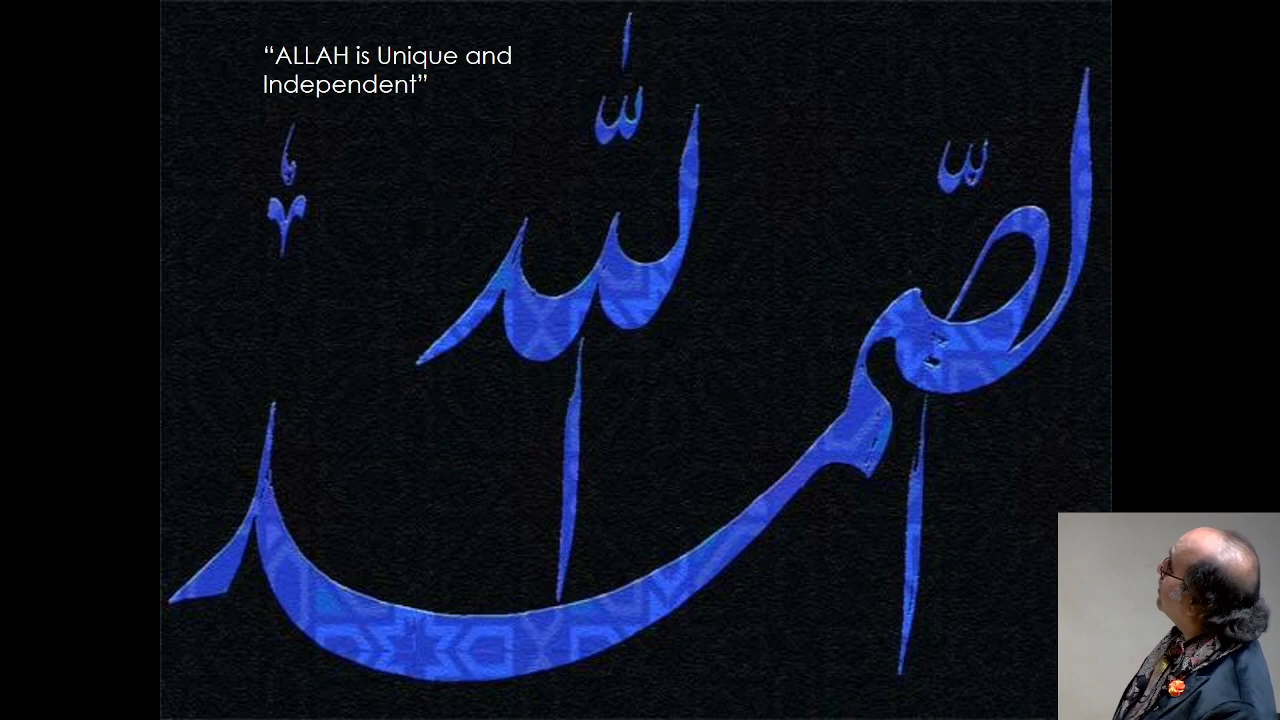 “ALLAH is Unique and
Independent”
الله
الصمد